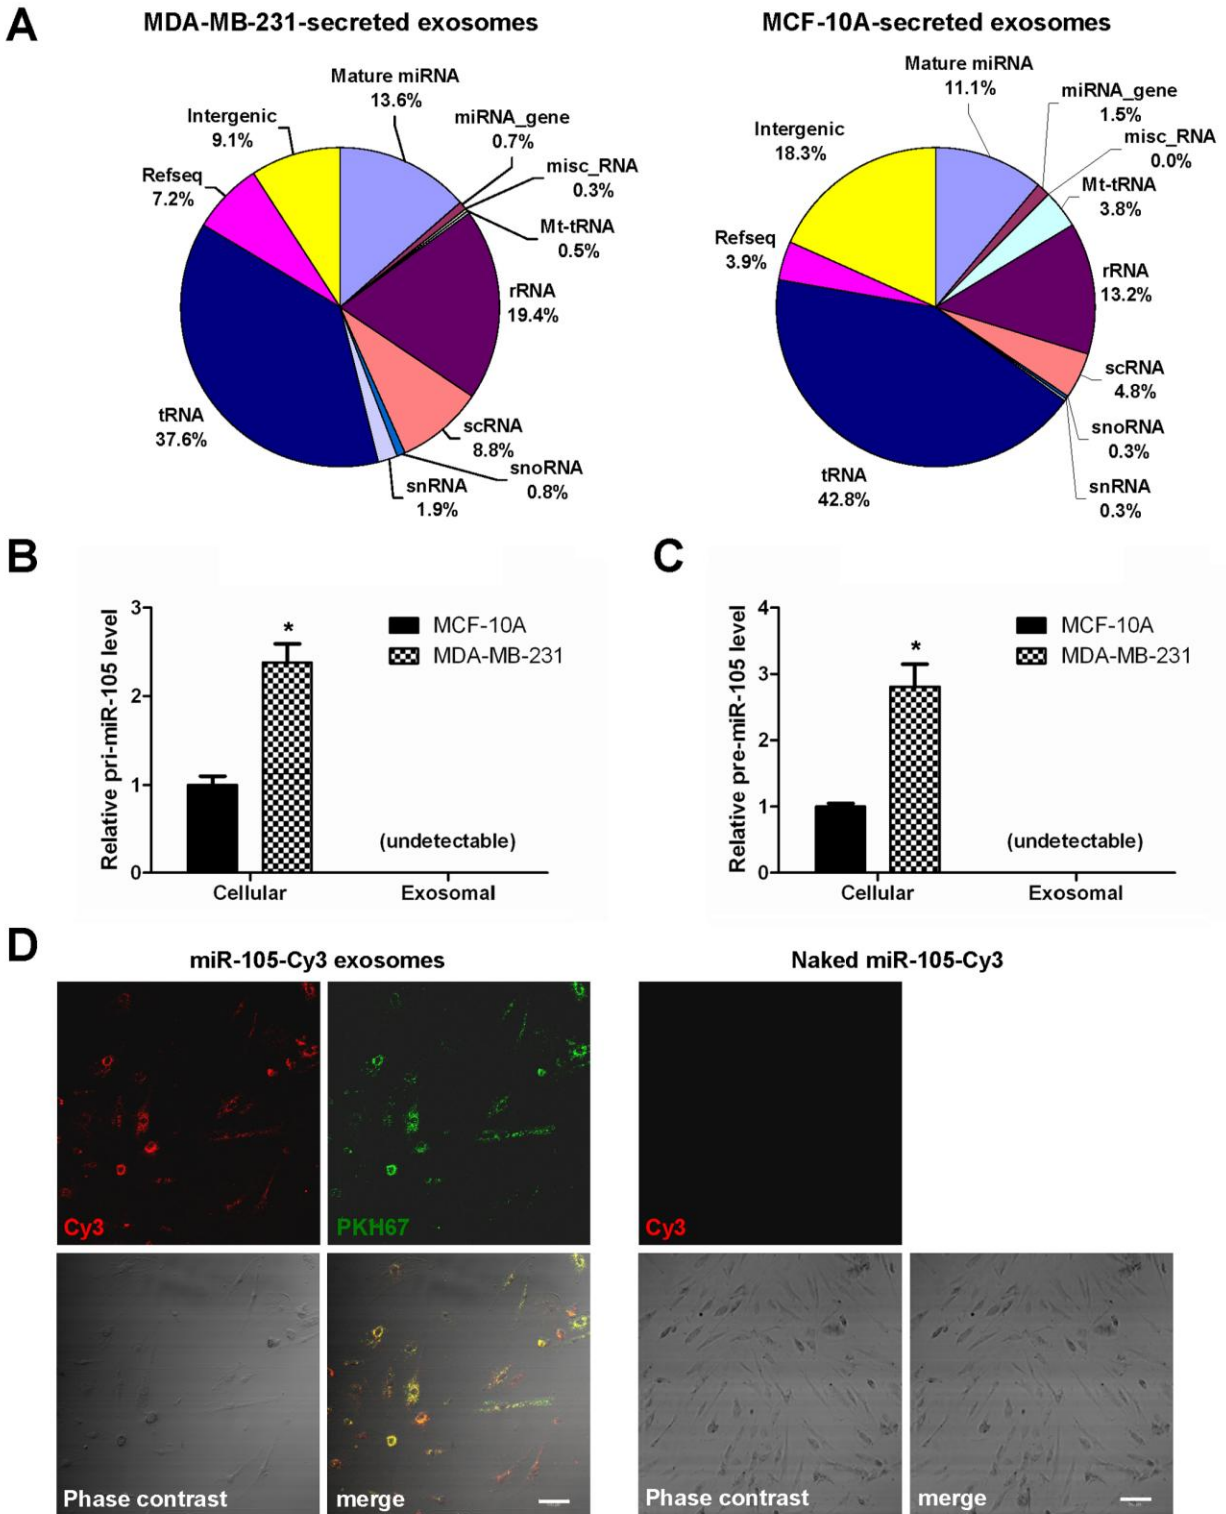 A
MDA-MB-231-secreted exosomes
Mature miRNA
13.6%
miRNA_gene
0.7%
misc_RNA
0.3%
Mt-tRNA
0.5%
rRNA
19.4%
scRNA
8.8%
snoRNA
0.8%
snRNA
1.9%
tRNA
37.6%
Refseq
7.2%
Intergenic
9.1%
MCF-10A-secreted exosomes
Mature miRNA
11.1%
miRNA_gene
1.5%
misc_RNA
0.0%
Mt-tRNA
3.8%
rRNA
13.2%
scRNA
4.8%
snoRNA
0.3%
snRNA
0.3%
tRNA
42.8%
Refseq
3.9%
Intergenic
18.3%
B
Relative pri-miR-105 level
3
2
1
0
*
MCF-10A
MDA-MB-231
(undetectable)
Cellular
Exosomal
C
Relative pre-miR-105 level
4
3
2
1
0
*
MCF-10A
MDA-MB-231
(undetectable)
Cellular
Exosomal
D
miR-105-Cy3 exosomes
Cy3
PKH67
Phase contrast
merge
Naked miR-105-Cy3
Cy3
Phase contrast
merge